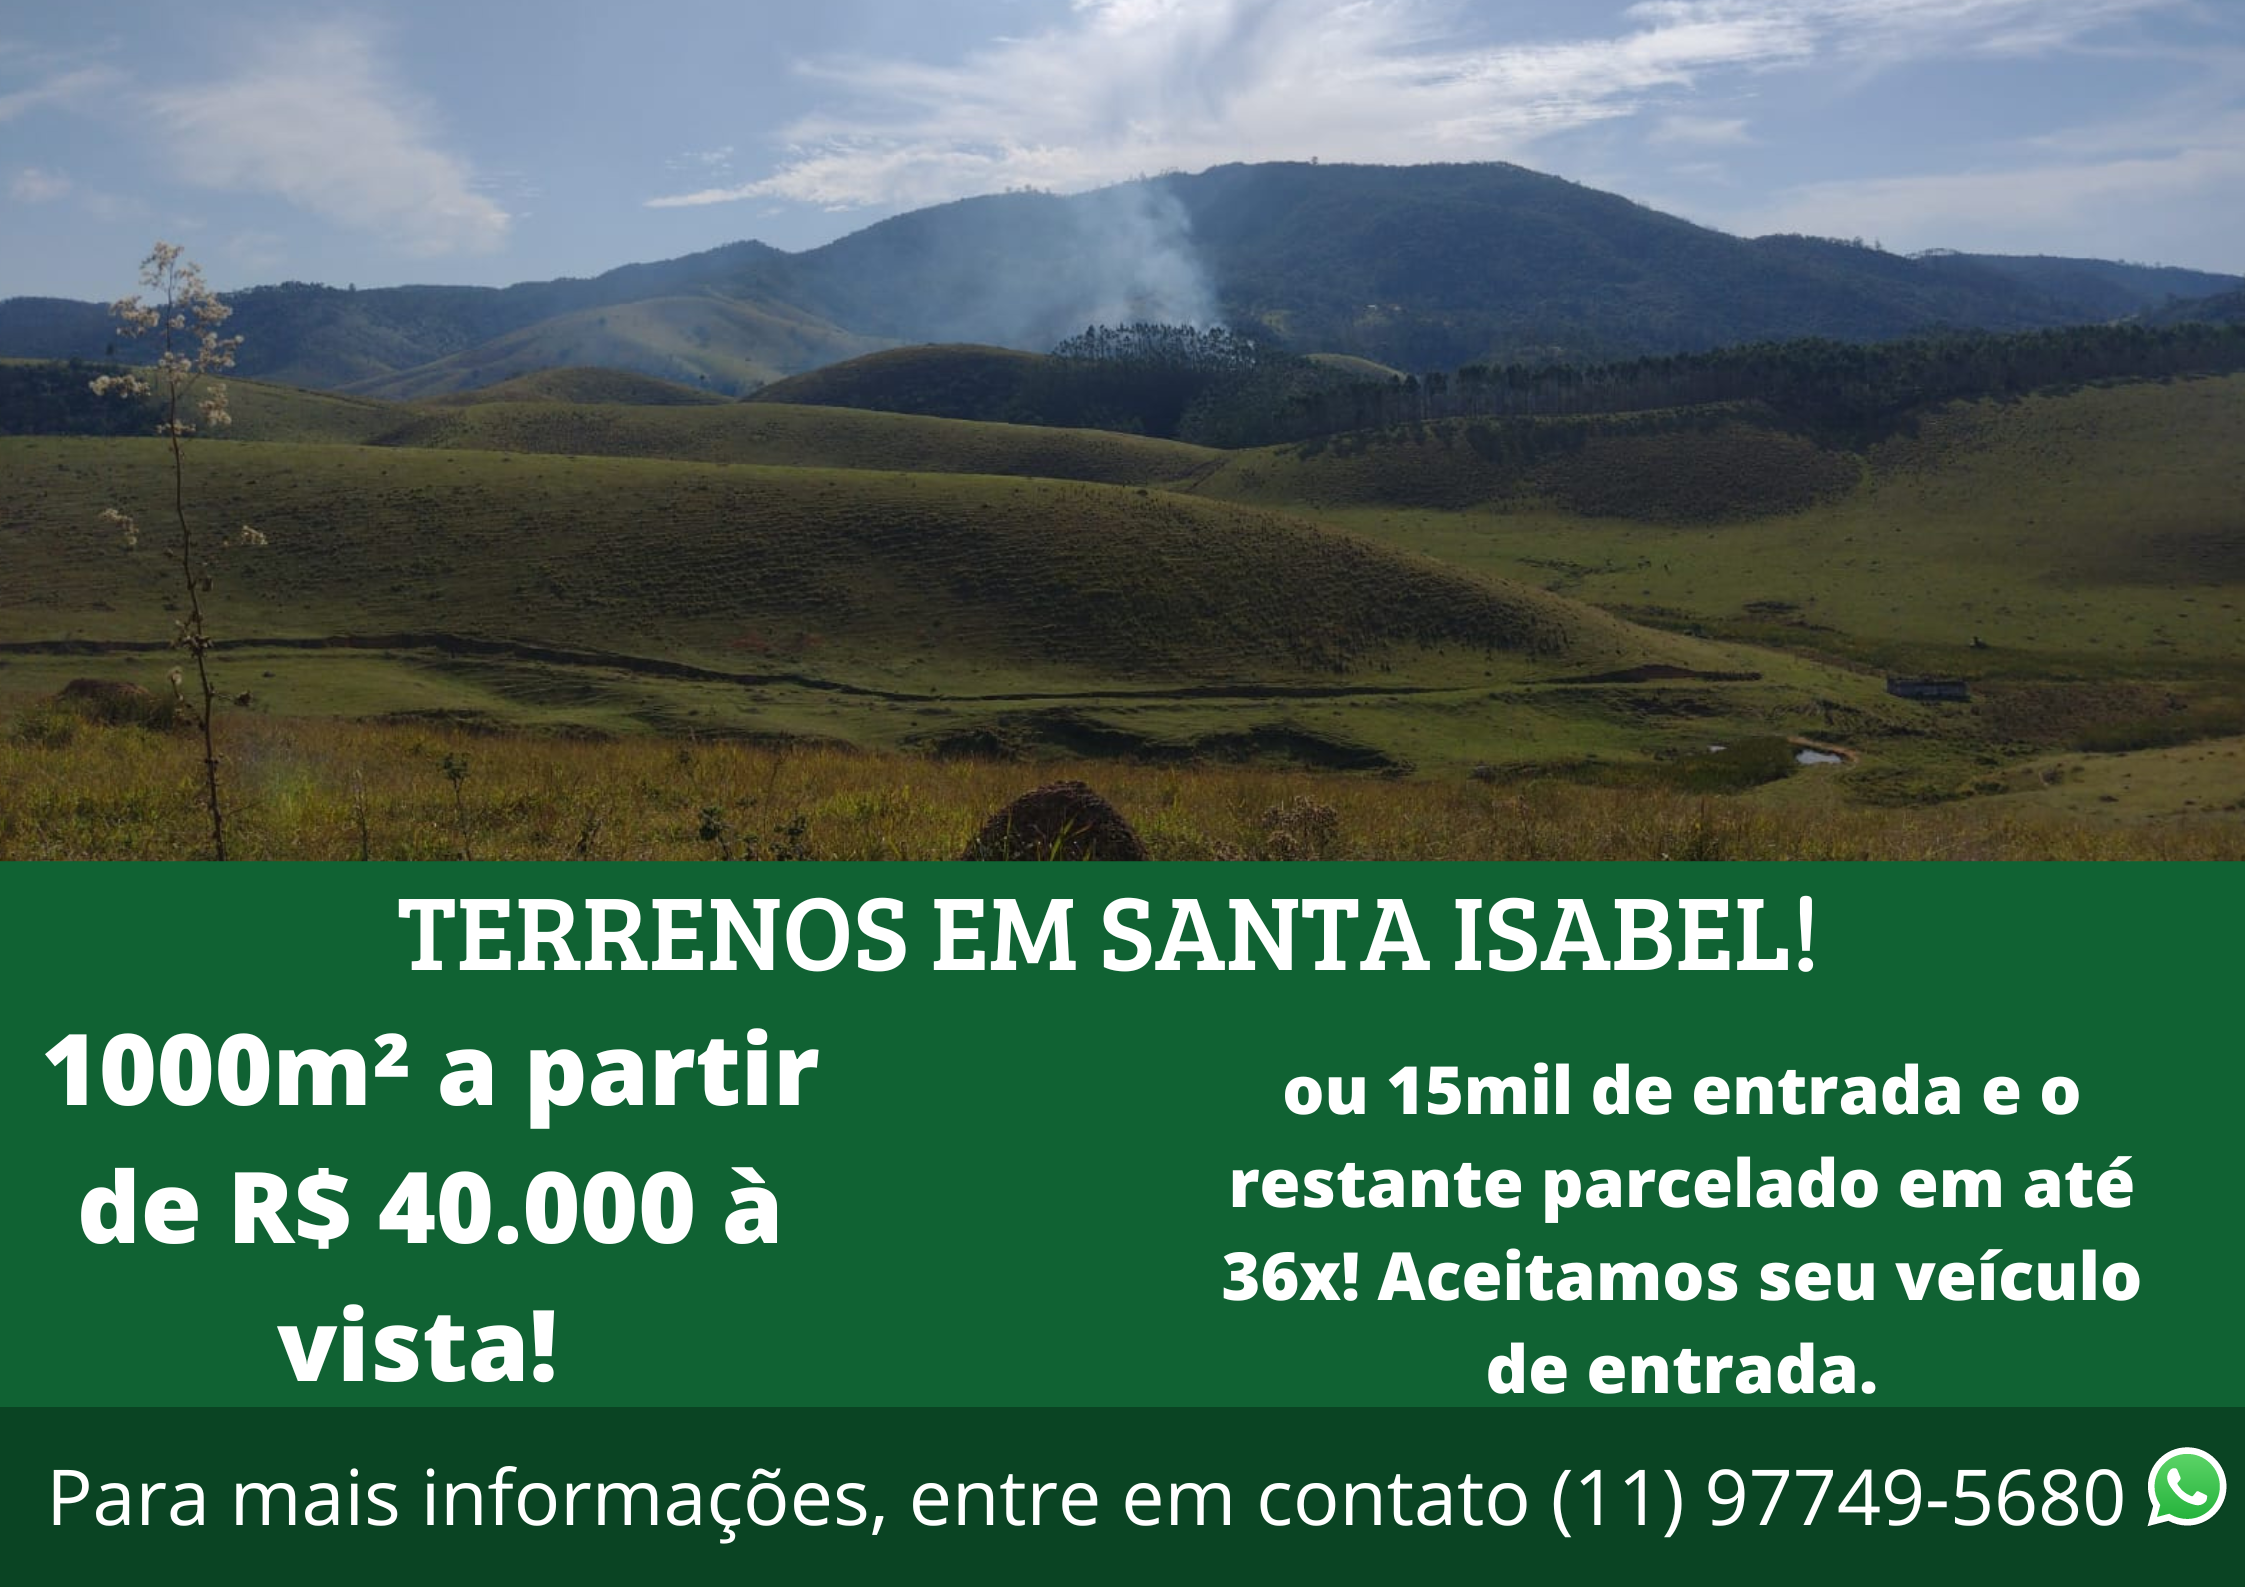 TERRENOS EM SANTA ISABEL!
1000m² a partir
de R$ 40.000 à
vista!
ou 15mil de entrada e o
restante parcelado em até
36x! Aceitamos seu veículo
de entrada.
Para mais informações, entre em contato (11) 97749-5680